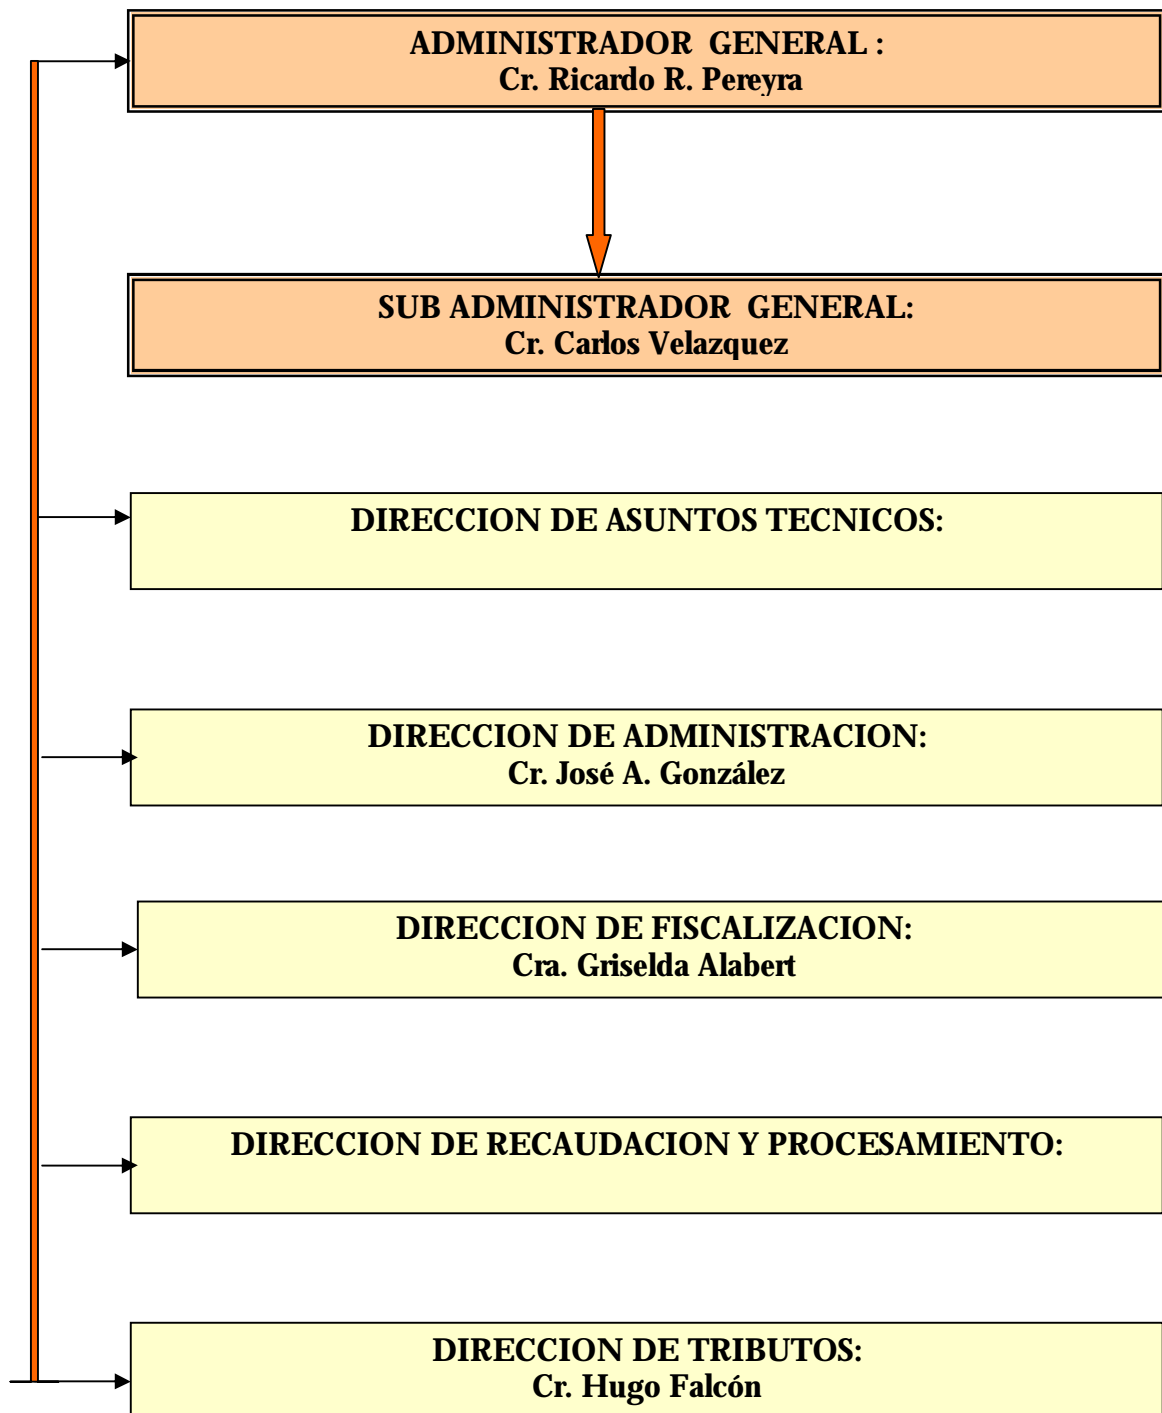 ADMINISTRADOR GENERAL :
Cr. Ricardo R. Pereyra
SUB ADMINISTRADOR GENERAL:
Cr. Carlos Velazquez
DIRECCION DE ASUNTOS TECNICOS:
DIRECCION DE ADMINISTRACION:
Cr. José A. González
DIRECCION DE FISCALIZACION:
Cra. Griselda Alabert
DIRECCION DE RECAUDACION Y PROCESAMIENTO:
DIRECCION DE TRIBUTOS:
Cr. Hugo Falcón